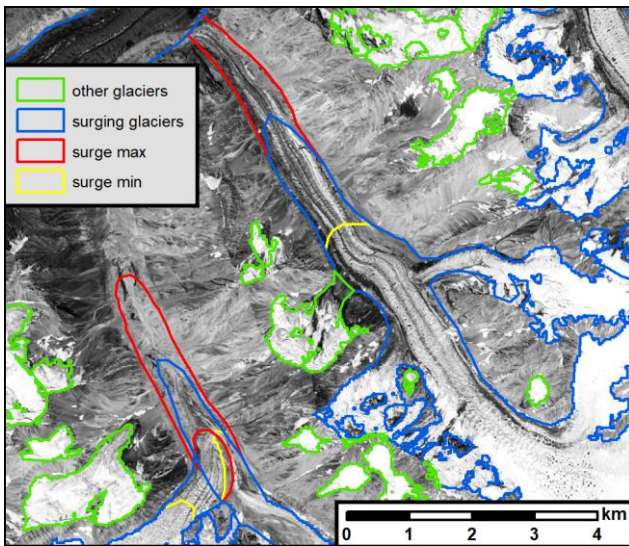 other glaciers
surging glaciers
surge max
surge min
km
0 1 2 3 4